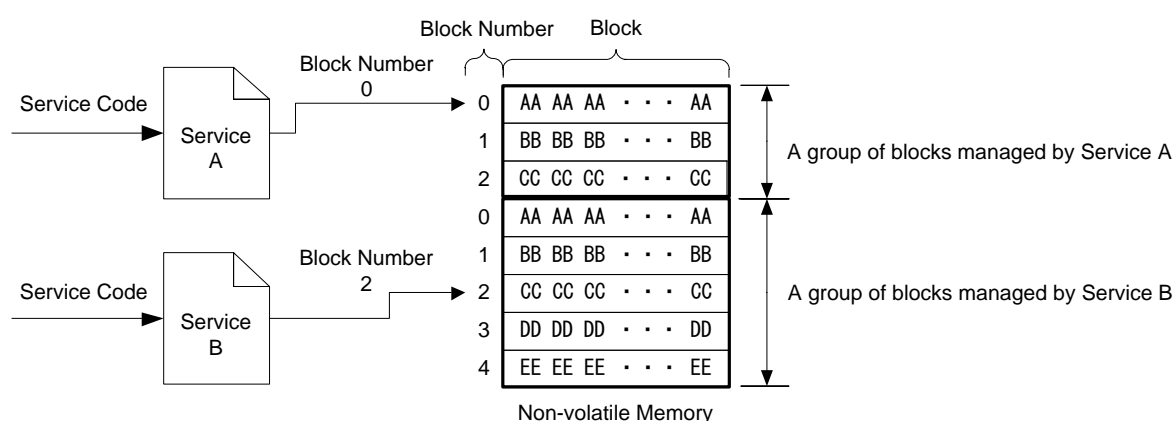 Block Number
Block
Block Number
0
Service Code
Service
A
0 AA AA AA ・・・ AA
1 BB BB BB ・・・ BB
2 CC CC CC ・・・ CC
A group of blocks managed by Service A
Block Number
2
Service Code
Service
B
0 AA AA AA ・・・ AA
1 BB BB BB ・・・ BB
2 CC CC CC ・・・ CC
3 DD DD DD ・・・ DD
4 EE EE EE ・・・ EE
A group of blocks managed by Service B
Non-volatile Memory